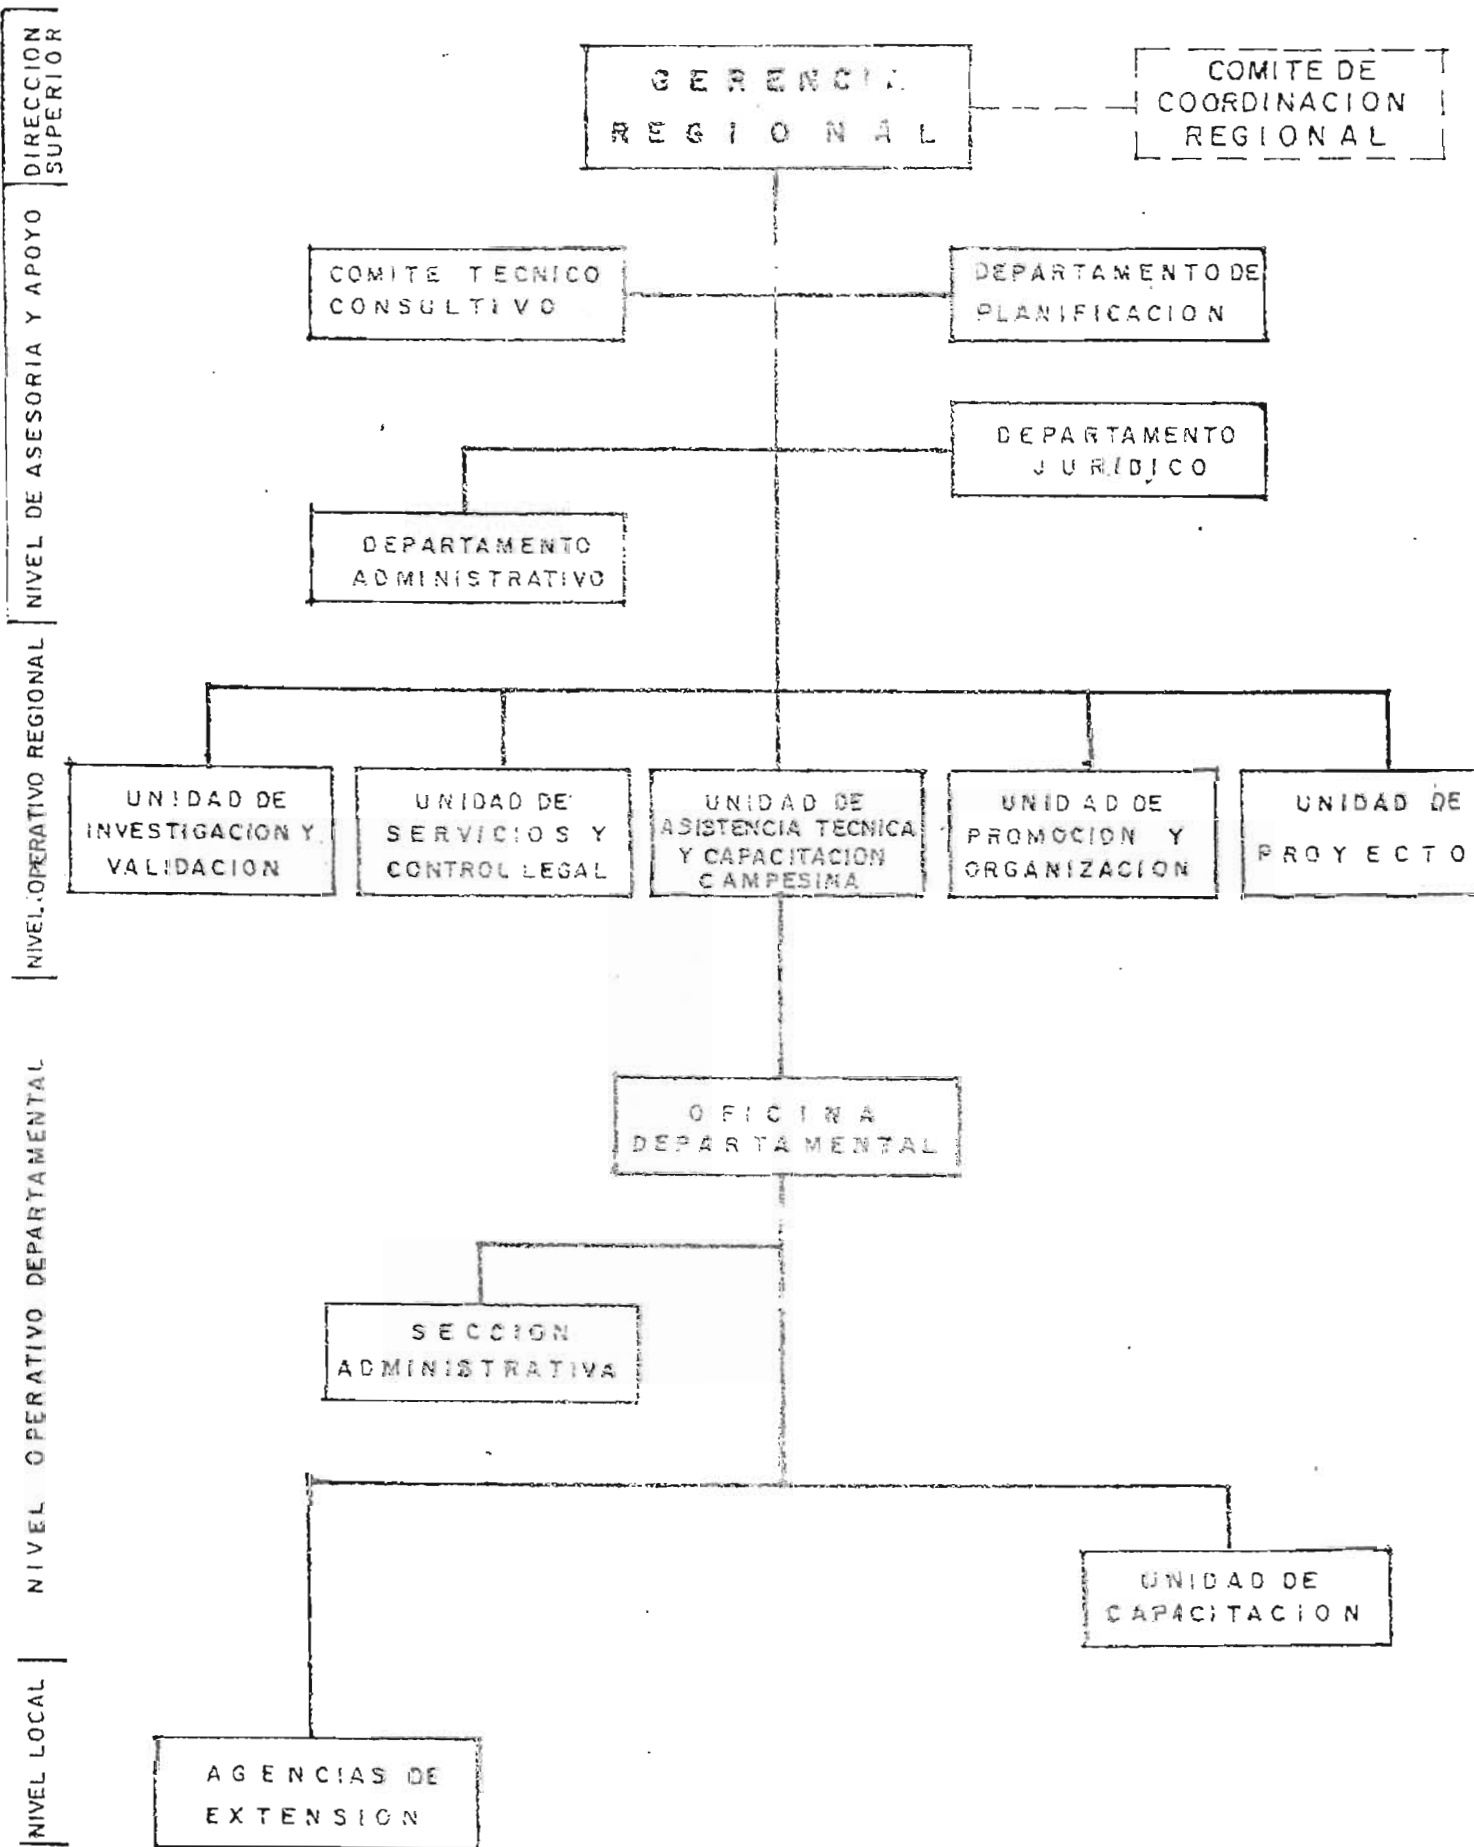 DIRECCION
SUPERIOR
GERENCIA
REGIONAL
COMITE DE
COORDINACION
REGIONAL
NIVEL DE ASESORIA Y APOYO
COMITE TECNICO
CONSULTIVO
DEPARTAMENTO DE
PLANIFICACION
DEPARTAMENTO
JURIDICO
DEPARTAMENTO
ADMINISTRATIVO
NIVEL OPERATIVO REGIONAL
UNIDAD DE
INVESTIGACION Y
VALIDACION
UNIDAD DE
SERVICIOS Y
CONTROL LEGAL
UNIDAD DE
ASISTENCIA TECNICA
Y CAPACITACION
CAMPESINA
UNIDAD DE
PROMOCION Y
ORGANIZACION
UNIDAD DE
PROYECTO
NIVEL OPERATIVO DEPARTAMENTAL
OFICINA
DEPARTAMENTAL
SECCION
ADMINISTRATIVA
UNIDAD DE
CAPACITACION
NIVEL LOCAL
AGENCIAS DE
EXTENSION